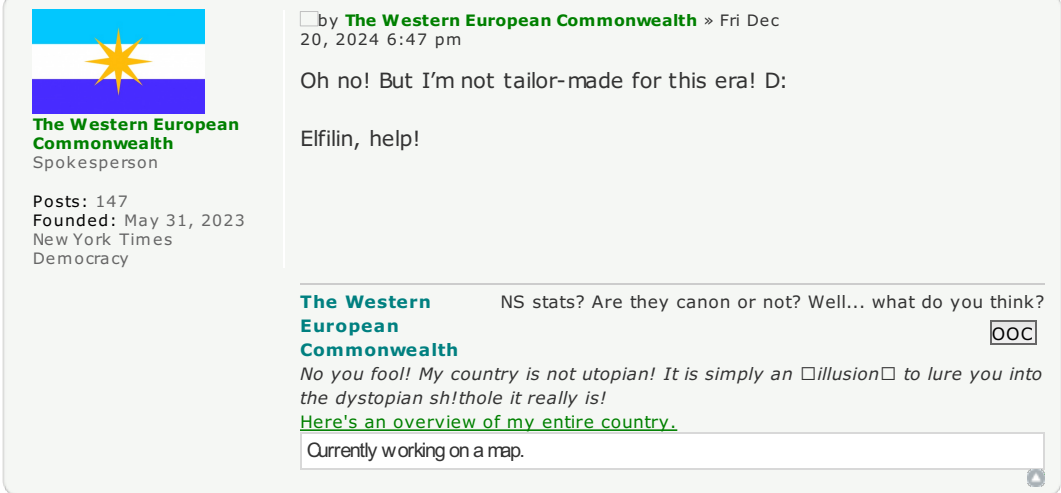 The Western European
Commonwealth
Spokesperson
Posts: 147
Founded: May 31, 2023
New York Times
Democracy
by The Western European Commonwealth » Fri Dec
20, 2024 6:47 pm
Oh no! But I’m not tailor-made for this era! D:
Elfilin, help!
The Western
European
Commonwealth
NS stats? Are they canon or not? Well... what do you think?
OOC
No you fool! My country is not utopian! It is simply an □illusion□ to lure you into
the dystopian sh!thole it really is!
Here's an overview of my entire country.
Currently working on a map.